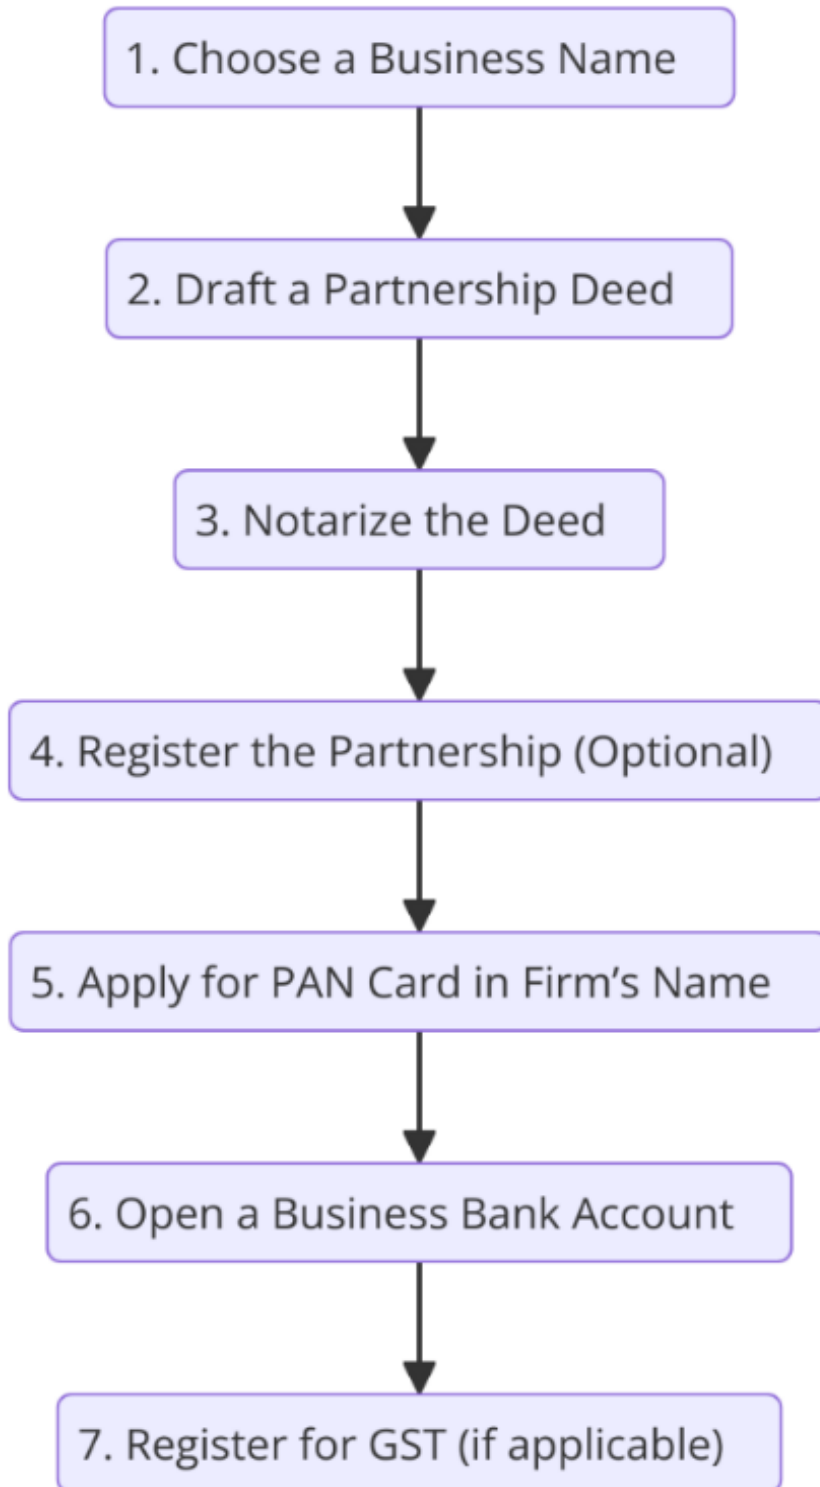 1. Choose a Business Name
2. Draft a Partnership Deed
3. Notarize the Deed
4. Register the Partnership (Optional)
5. Apply for PAN Card in Firm’s Name
6. Open a Business Bank Account
7. Register for GST (if applicable)